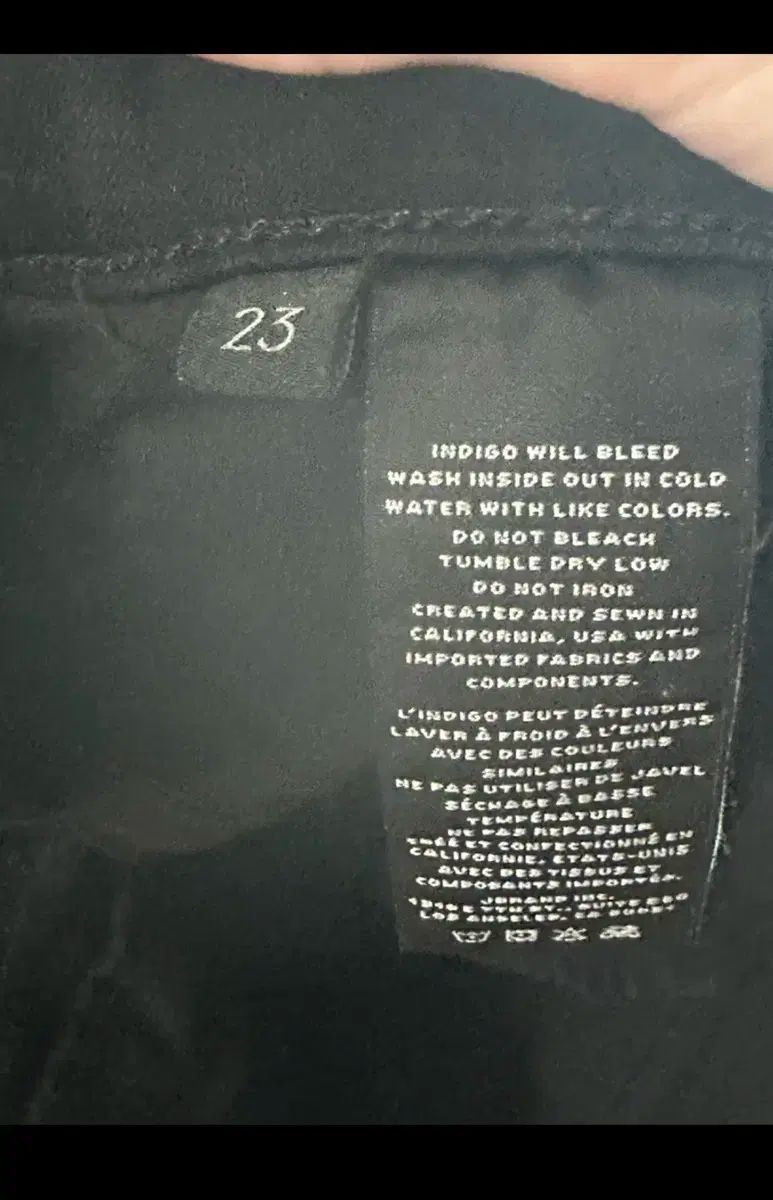 23
INDIGO WILL BLEED
WASH INSIDE OUT IN COLD
WATER WITH LIKE COLORS.
DO NOT BLEACH
TUMBLE DRY LOW
DO NOT IRON
CREATED AND SEWN IN
CALIFORNIA, USA WITH
IMPORTED FABRICS AND
COMPONENTS.
L'INDIGO PEUT DÉTEINDRE
LAVER À FROID À L'ENVERS
AVEC DES COULEURS
SIMILAIRES
NE PAS UTILISER DE JAVEL
SÉCHAGE À BASSE
TEMPÉRATURE
NE PAS REPASSER
CRÉÉ ET CONFECTIONNÉ EN
CALIFORNIE, ÉTATS-UNIS
AVEC DES TISSUS ET
COMPOSANTS IMPORTÉS.
JBRAND INC.
SUITE
LOS ANGELES, CA